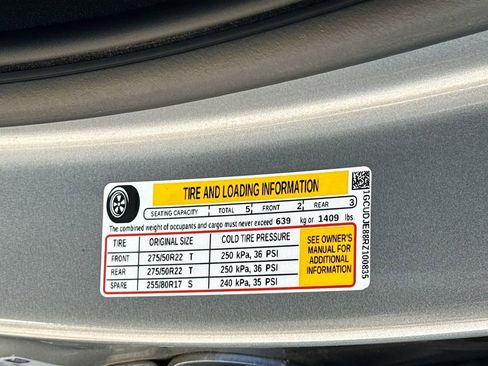 TIRE AND LOADING INFORMATION
SEATING CAPACITY TOTAL 5 FRONT 2 REAR 3
The combined weight of occupants and cargo must never exceed 639 kg or 1409 lbs
TIRE ORIGINAL SIZE COLD TIRE PRESSURE
FRONT 275/50R22 T 250 kPa, 36 PSI
REAR 275/50R22 T 250 kPa, 36 PSI
SPARE 255/80R17 S 240 kPa, 35 PSI
SEE OWNER'S
MANUAL FOR
ADDITIONAL
INFORMATION
1GCUDJE88RZ100835